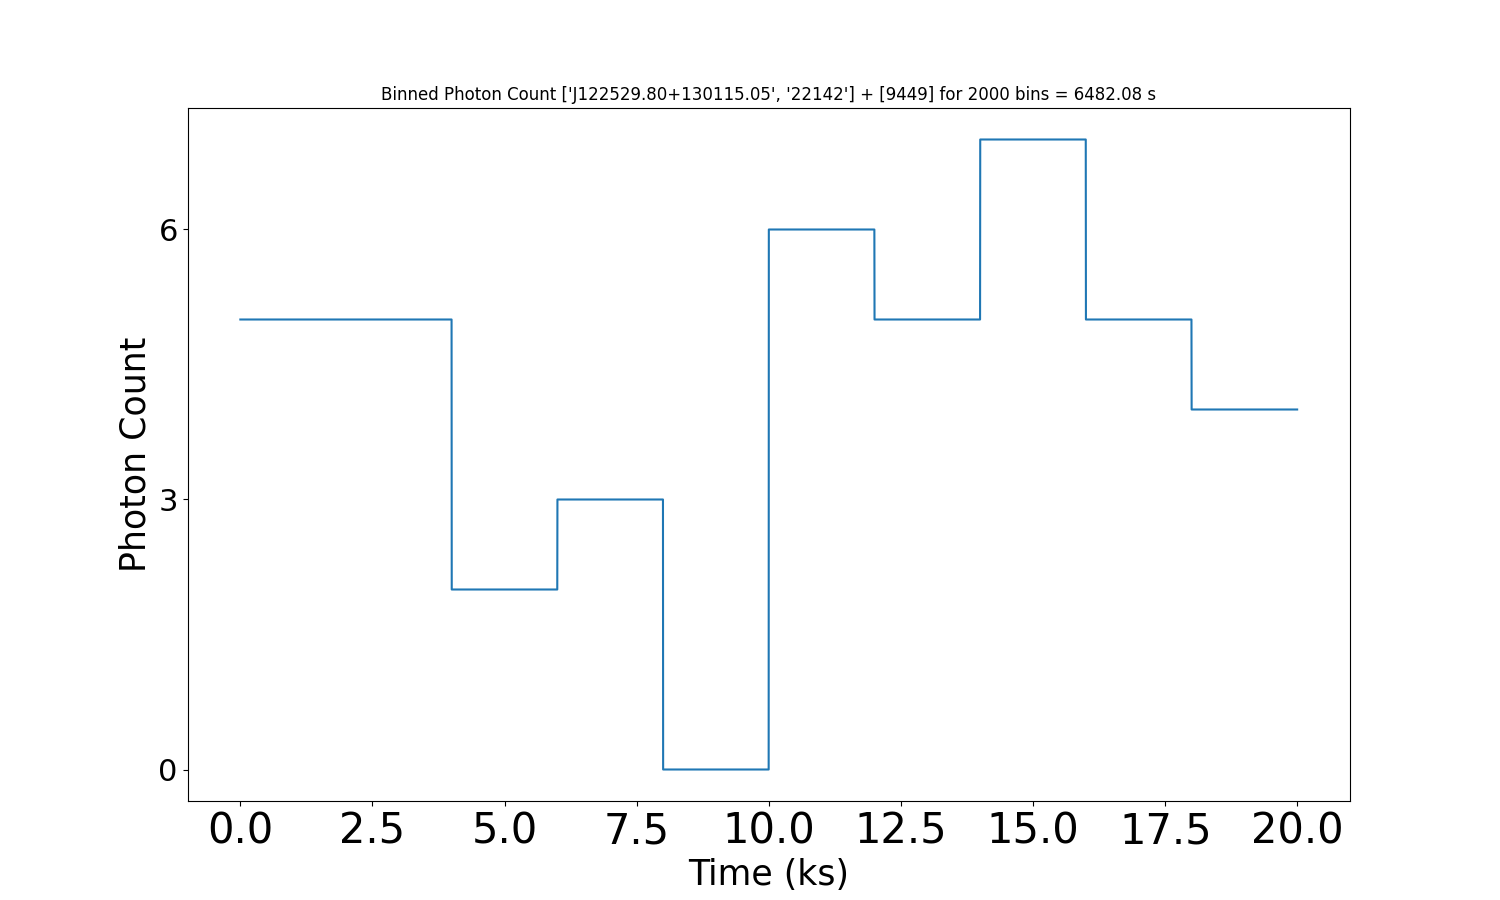 Binned Photon Count ['J122529.80+130115.05', '22142'] + [9449] for 2000 bins = 6482.08 s
Photon Count
6
3
0
0.0 2.5 5.0 7.5 10.0 12.5 15.0 17.5 20.0
Time (ks)